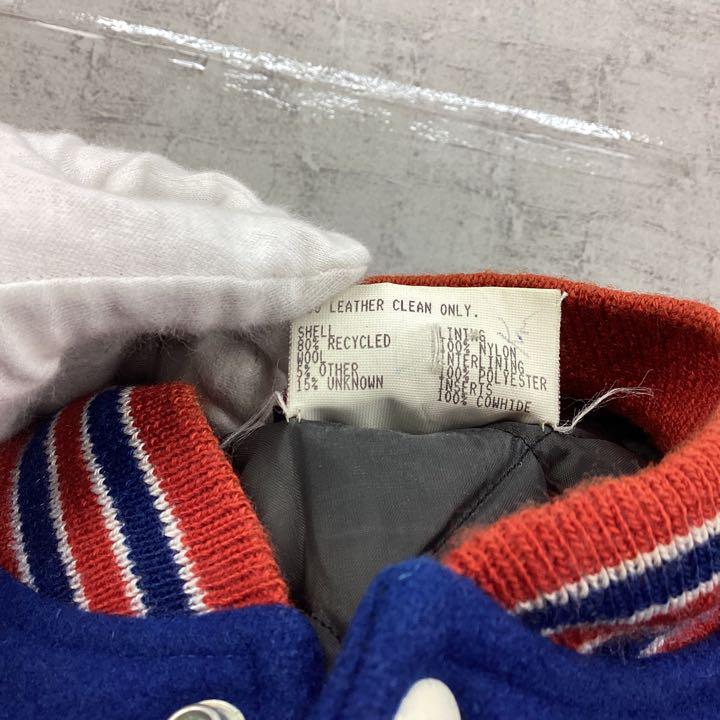 LEATHER CLEAN ONLY.
SHELL
80% RECYCLED
WOOL
5% OTHER
15% UNKNOWN
LINING
100% NYLON
INTERLINING
100% POLYESTER
INSERTS
100% COWHIDE